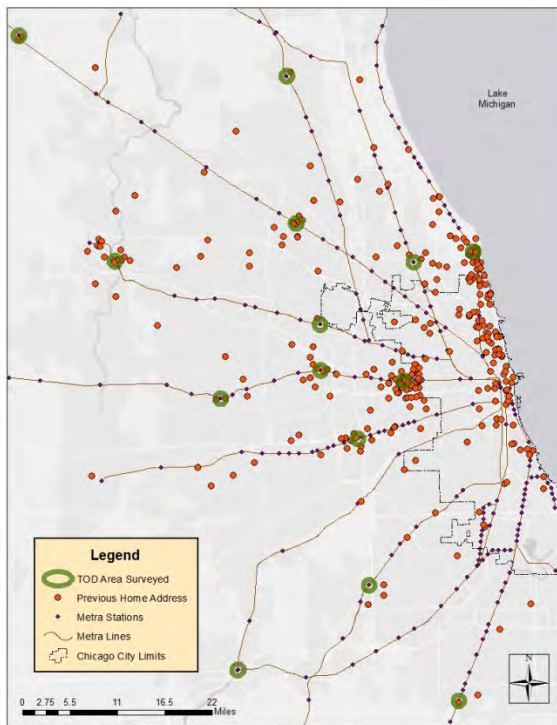 Lake
Michigan
Legend
TOD Area Surveyed
Previous Home Address
Metra Stations
Metra Lines
Chicago City Limits
N
0 2.75 5.5 11 16.5 22
Miles